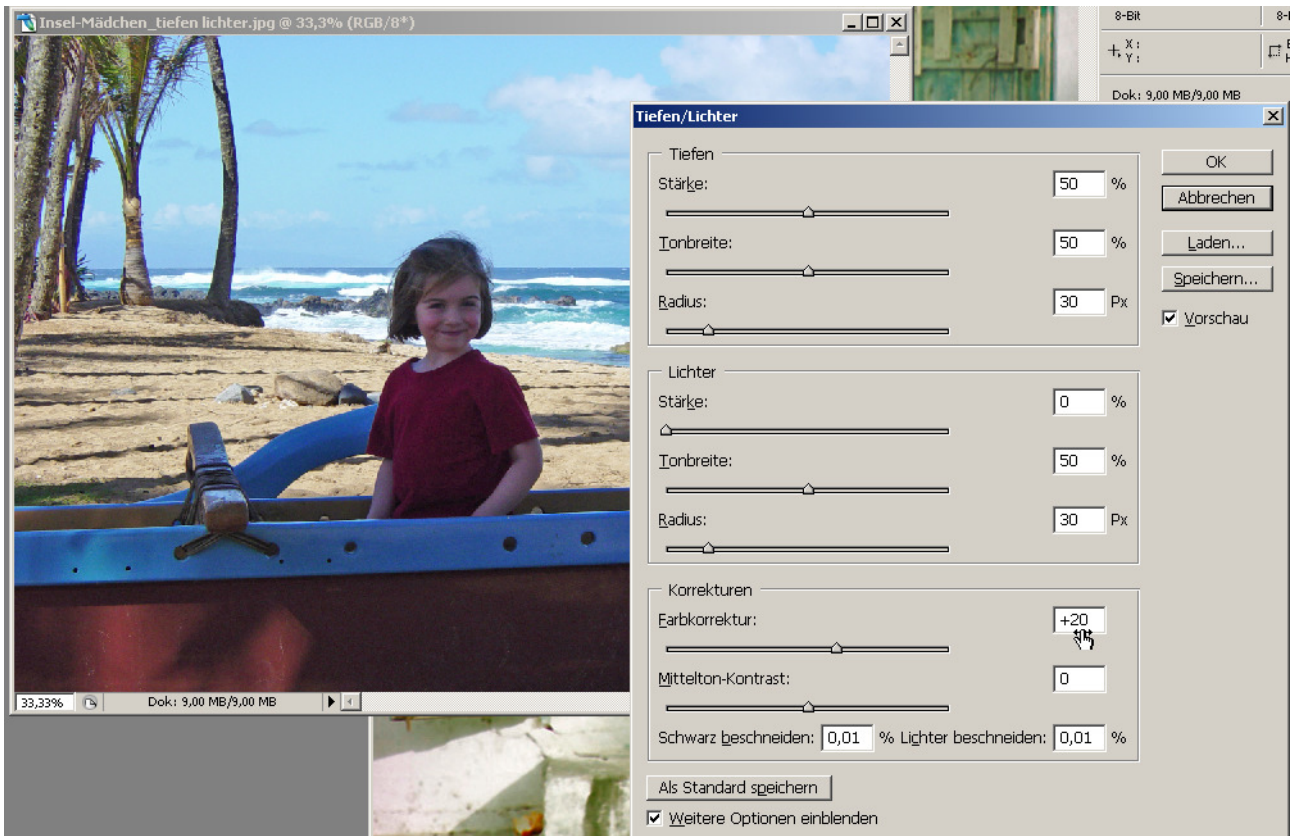 Insel-Mädchen_tiefen lichter.jpg @ 33,3% (RGB/8*)
8-Bit
X:
Y:
Dok: 9,00 MB/9,00 MB
Tiefen/Lichter
Tiefen
Stärke: 50 %
Tonbreite: 50 %
Radius: 30 Px
OK
Abbrechen
Laden...
Speichern...
Vorschau
Lichter
Stärke: 0 %
Tonbreite: 50 %
Radius: 30 Px
Korrekturen
Farbkorrektur: +20
Mittelton-Kontrast: 0
Schwarz beschneiden: 0,01 % Lichter beschneiden: 0,01 %
Als Standard speichern
Weitere Optionen einblenden
33,33% Dok: 9,00 MB/9,00 MB